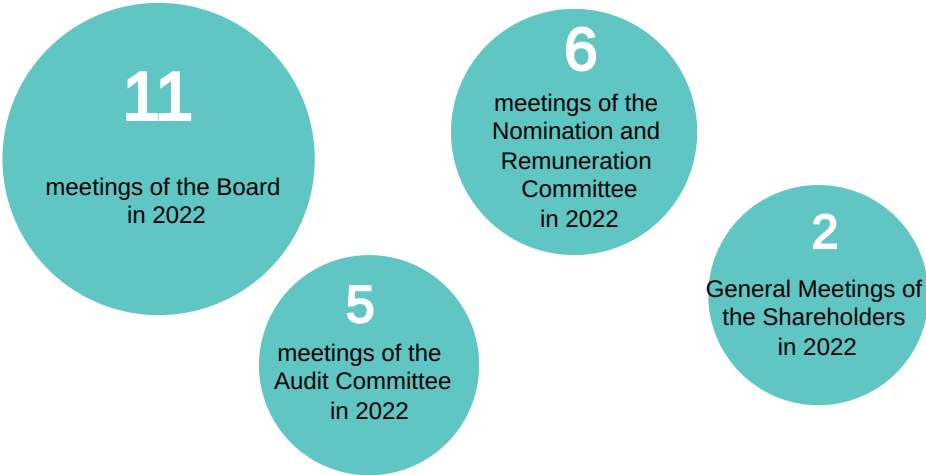 11
meetings of the Board
in 2022
6
meetings of the
Nomination and
Remuneration
Committee
in 2022
5
meetings of the
Audit Committee
in 2022
2
General Meetings of
the Shareholders
in 2022